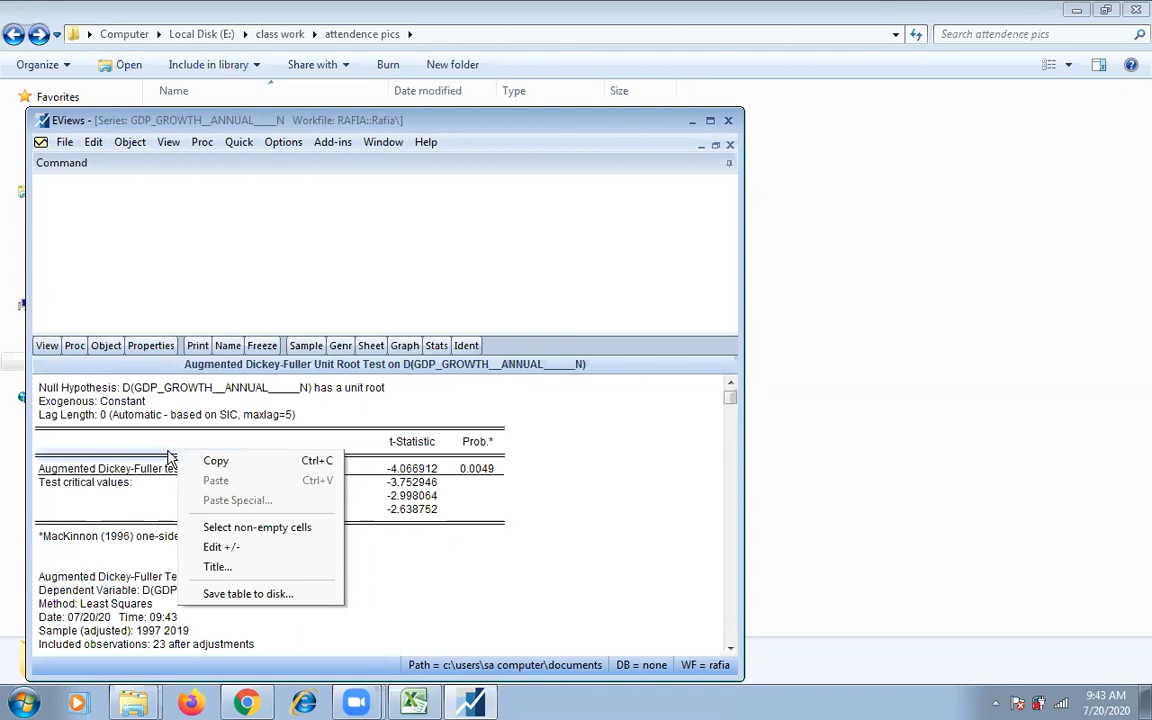 Computer Local Disk (E:) class work attendence pics
Search attendence pics
Organize Open Include in library Share with Burn New folder
Favorites Name Date modified Type Size
EViews - [Series: GDP_GROWTH__ANNUAL____N Workfile: RAFIA::Rafia\]
File Edit Object View Proc Quick Options Add-ins Window Help
Command
View Proc Object Properties Print Name Freeze Sample Genr Sheet Graph Stats Ident
Augmented Dickey-Fuller Unit Root Test on D(GDP_GROWTH__ANNUAL_____N)
Null Hypothesis: D(GDP_GROWTH__ANNUAL_____N) has a unit root
Exogenous: Constant
Lag Length: 0 (Automatic - based on SIC, maxlag=5)
t-Statistic Prob.*
Augmented Dickey-Fuller tes -4.066912 0.0049
Test critical values: -3.752946
-2.998064
-2.638752
*MacKinnon (1996) one-side
Augmented Dickey-Fuller Te
Dependent Variable: D(GDP
Method: Least Squares
Date: 07/20/20 Time: 09:43
Sample (adjusted): 1997 2019
Included observations: 23 after adjustments
Copy Ctrl+C
Paste Ctrl+V
Paste Special...
Select non-empty cells
Edit +/-
Title...
Save table to disk...
Path = c:\users\sa computer\documents DB = none WF = rafia
9:43 AM
7/20/2020